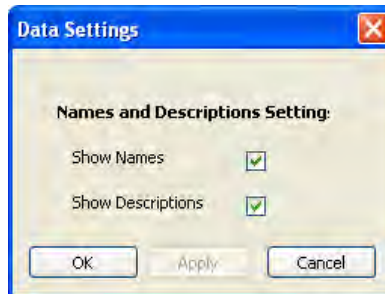 Data Settings
Names and Descriptions Setting:
Show Names
Show Descriptions
OK Apply Cancel